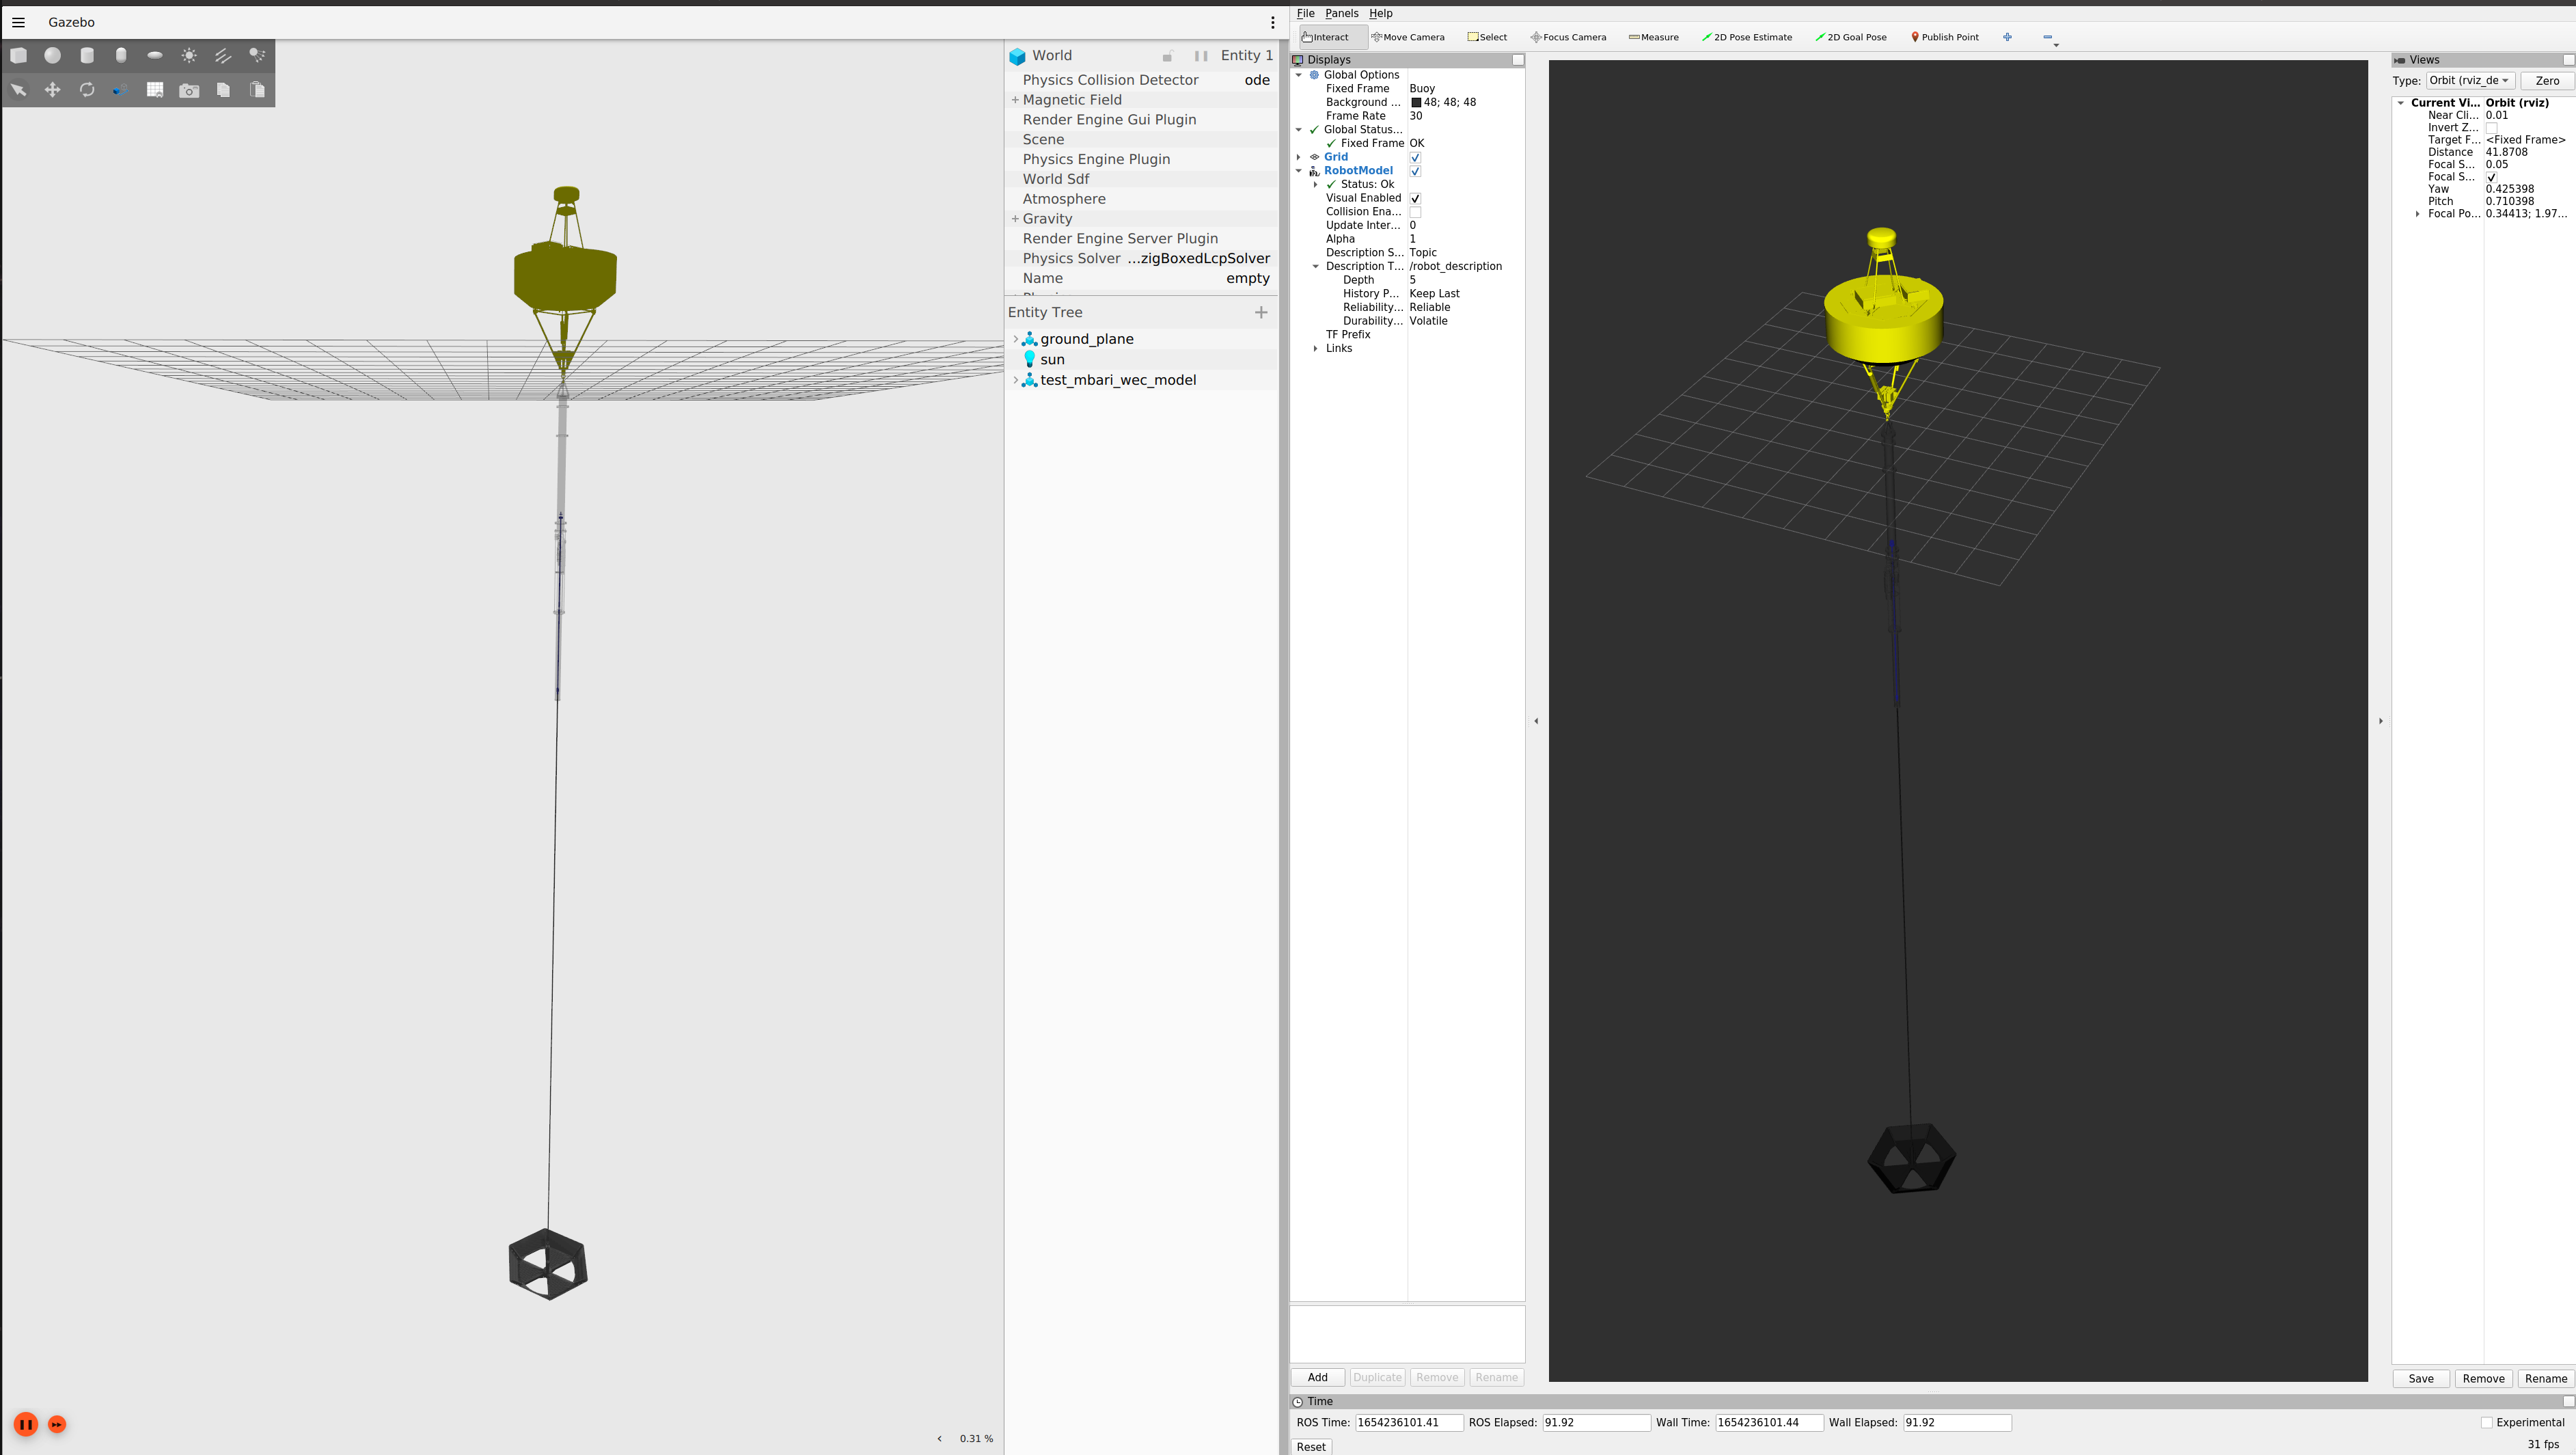 Gazebo
World
Entity 1
Physics Collision Detector ode
Magnetic Field
Render Engine Gui Plugin
Scene
Physics Engine Plugin
World Sdf
Atmosphere
Gravity
Render Engine Server Plugin
Physics Solver ...zigBoxedLcpSolver
Name empty
Entity Tree
ground_plane
sun
test_mbari_wec_model
0.31 %
File Panels Help
Interact Move Camera Select Focus Camera Measure 2D Pose Estimate 2D Goal Pose Publish Point
Displays
Global Options
Fixed Frame Buoy
Background ... 48; 48; 48
Frame Rate 30
Global Status...
Fixed Frame OK
Grid
RobotModel
Status: Ok
Visual Enabled
Collision Ena...
Update Inter... 0
Alpha 1
Description S... Topic
Description T... /robot_description
Depth 5
History P... Keep Last
Reliability... Reliable
Durability... Volatile
TF Prefix
Links
Add Duplicate Remove Rename
Views
Type: Orbit (rviz_de Zero
Current Vi... Orbit (rviz)
Near Cli... 0.01
Invert Z...
Target F... <Fixed Frame>
Distance 41.8708
Focal S... 0.05
Focal S...
Yaw 0.425398
Pitch 0.710398
Focal Po... 0.34413; 1.97...
Save Remove Rename
Time
ROS Time: 1654236101.41 ROS Elapsed: 91.92 Wall Time: 1654236101.44 Wall Elapsed: 91.92 Experimental
Reset 31 fps